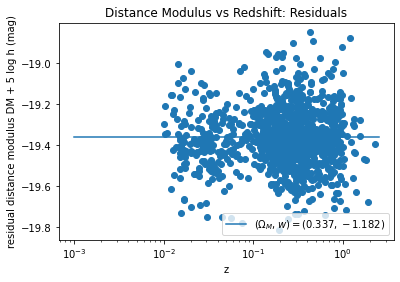 Distance Modulus vs Redshift: Residuals
residual distance modulus DM + 5 log h (mag)
−19.0
−19.2
−19.4
−19.6
−19.8
(Ω_M, w) = (0.337, −1.182)
10⁻³
10⁻²
10⁻¹
10⁰
z